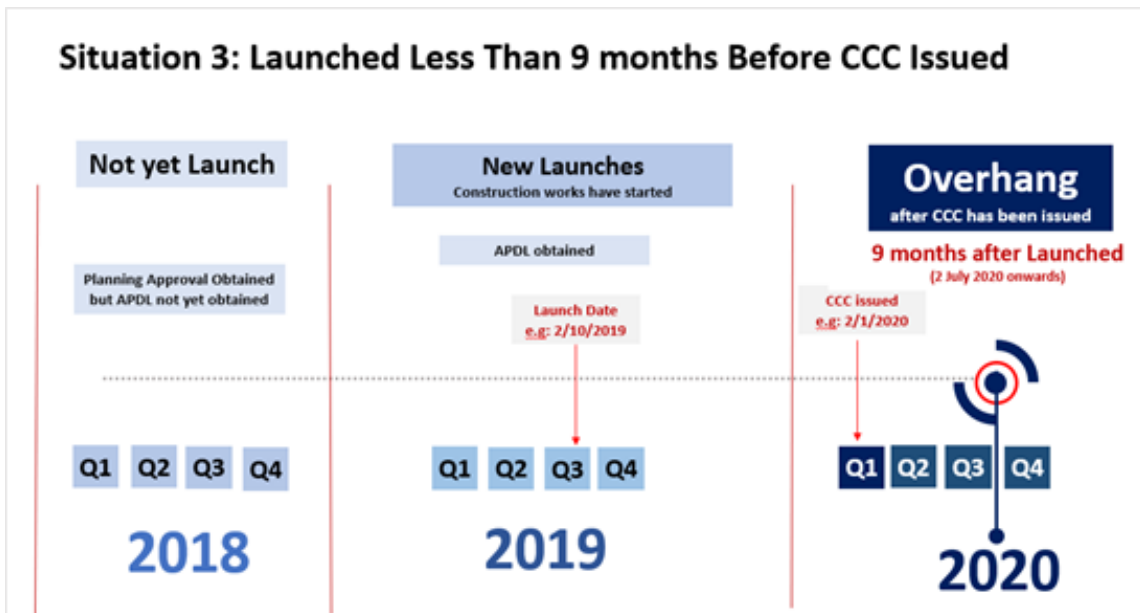 Situation 3: Launched Less Than 9 months Before CCC Issued
Not yet Launch
Planning Approval Obtained
but APDL not yet obtained
New Launches
Construction works have started
APDL obtained
Launch Date
e.g: 2/10/2019
Overhang
after CCC has been issued
9 months after Launched
(2 July 2020 onwards)
CCC issued
e.g: 2/1/2020
Q1 Q2 Q3 Q4
Q1 Q2 Q3 Q4
Q1 Q2 Q3 Q4
2018
2019
2020